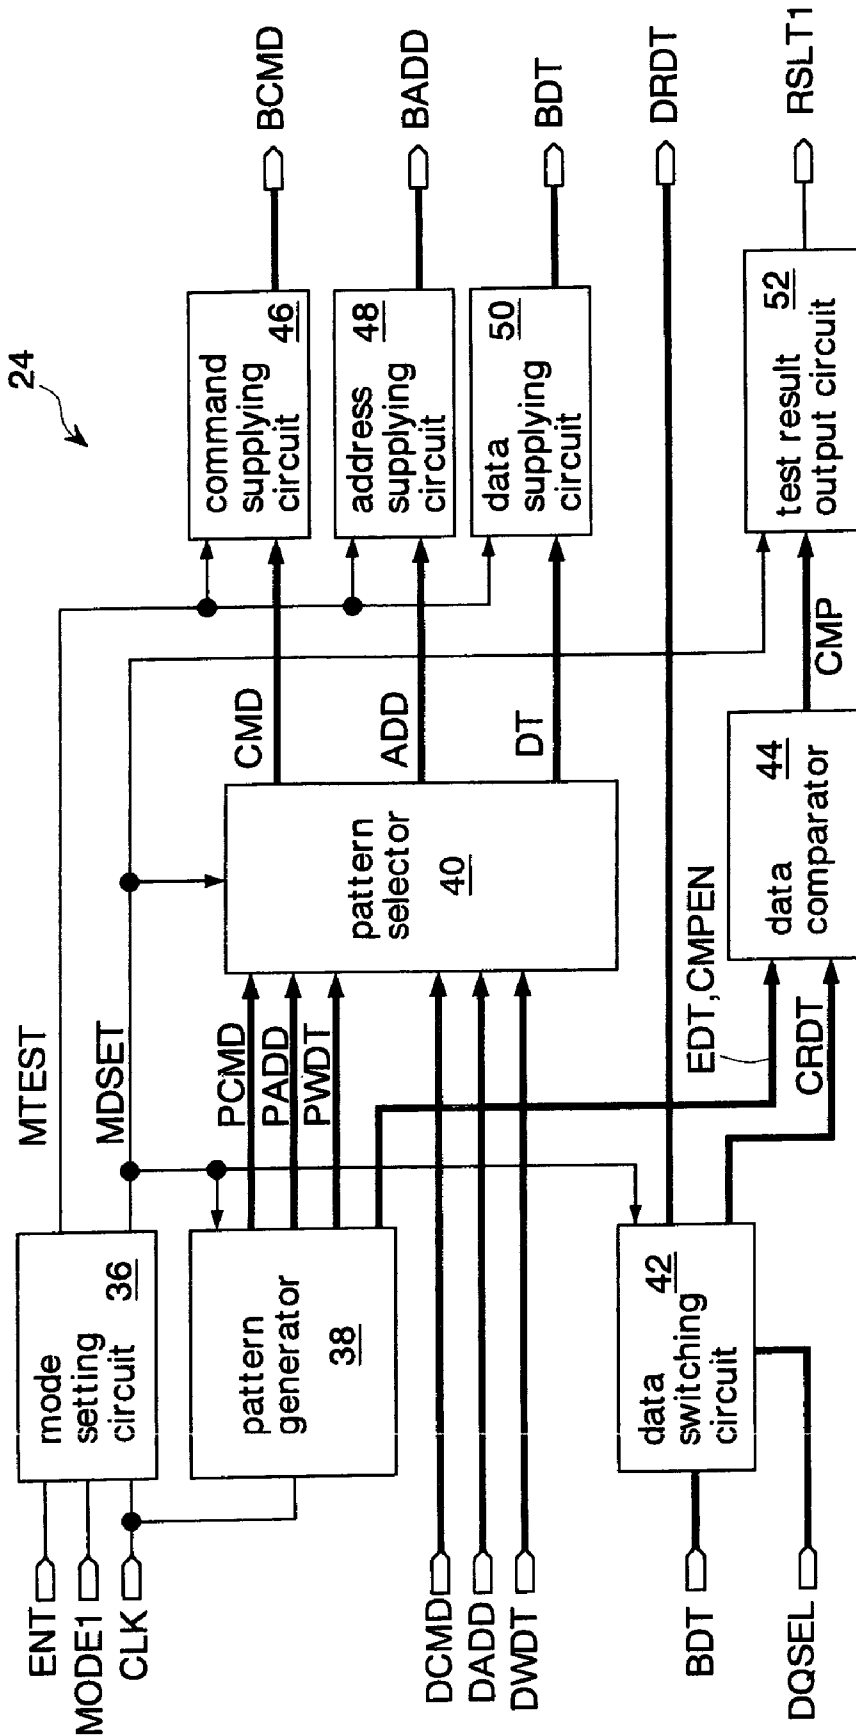 24
ENT
MODE1
CLK
mode
setting
circuit
36
MTEST
MDSET
pattern
generator
38
PCMD
PADD
PWDT
DCMD
DADD
DWDT
pattern
selector
40
CMD
ADD
DT
command
supplying
circuit
46
address
supplying
circuit
48
data
supplying
circuit
50
BCMD
BADD
BDT
DRDT
BDT
DQSEL
data
switching
circuit
42
EDT,CMPEN
CRDT
data
comparator
44
CMP
test result
output circuit
52
RSLT1